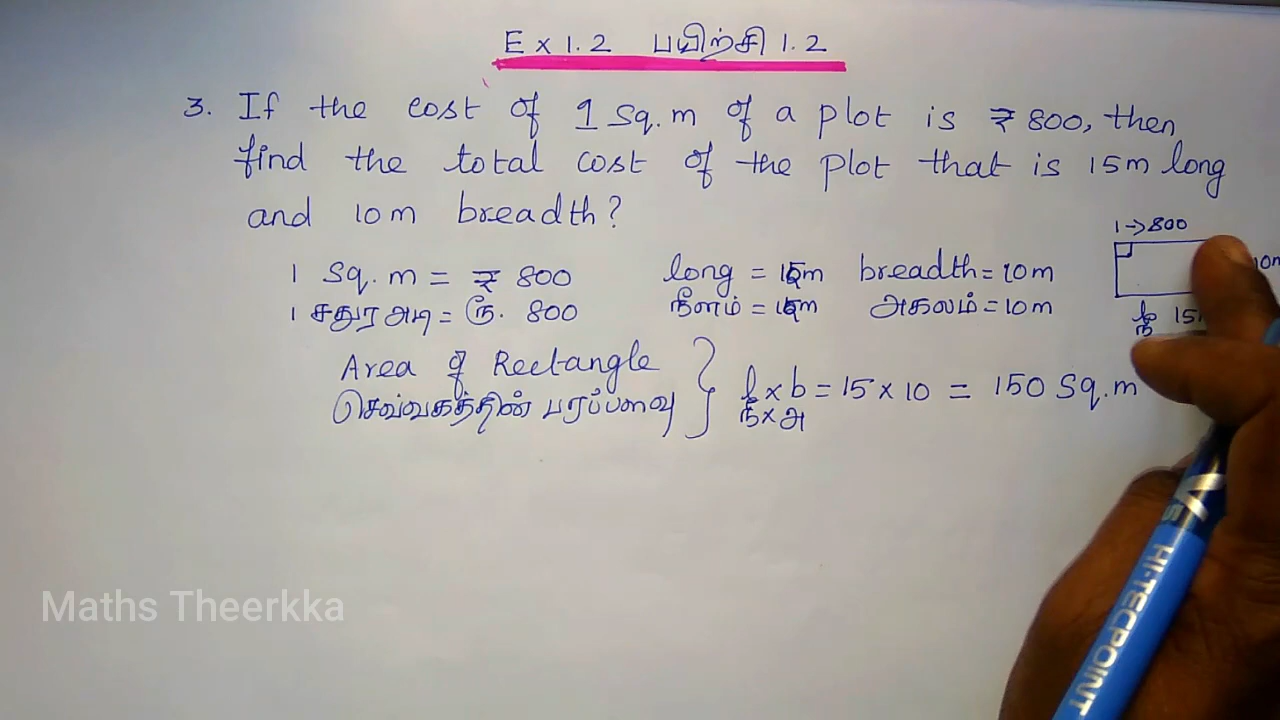 Ex 1.2 பயிற்சி 1.2
3. If the cost of 1 sq.m of a plot is ₹ 800, then
find the total cost of the plot that is 15m long
and 10m breadth?
1 → 800
10m
நீ 15
1 Sq.m = ₹ 800 long = 15m breadth = 10m
1 சதுர அடி = ரூ. 800 நீளம் = 15m அகலம் = 10m
Area of Rectangle
செவ்வகத்தின் பரப்பளவு } l × b = 15 × 10 = 150 Sq.m
நீ × அ
Maths Theerkka
V5 HI-TECPOINT